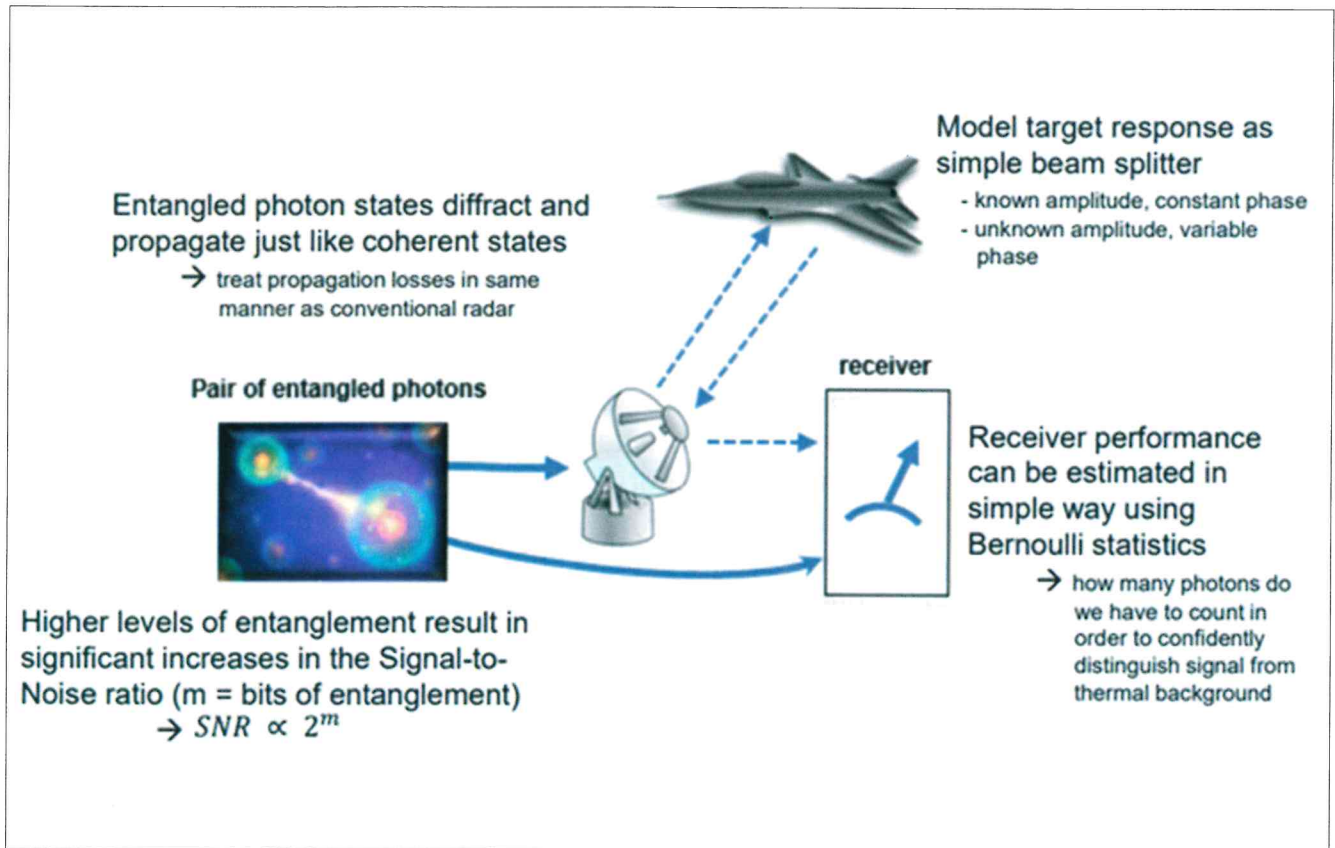 Entangled photon states diffract and
propagate just like coherent states
→ treat propagation losses in same
manner as conventional radar
Model target response as
simple beam splitter
- known amplitude, constant phase
- unknown amplitude, variable
phase
Pair of entangled photons
receiver
Receiver performance
can be estimated in
simple way using
Bernoulli statistics
→ how many photons do
we have to count in
order to confidently
distinguish signal from
thermal background
Higher levels of entanglement result in
significant increases in the Signal-to-
Noise ratio (m = bits of entanglement)
→ SNR ∝ 2^m